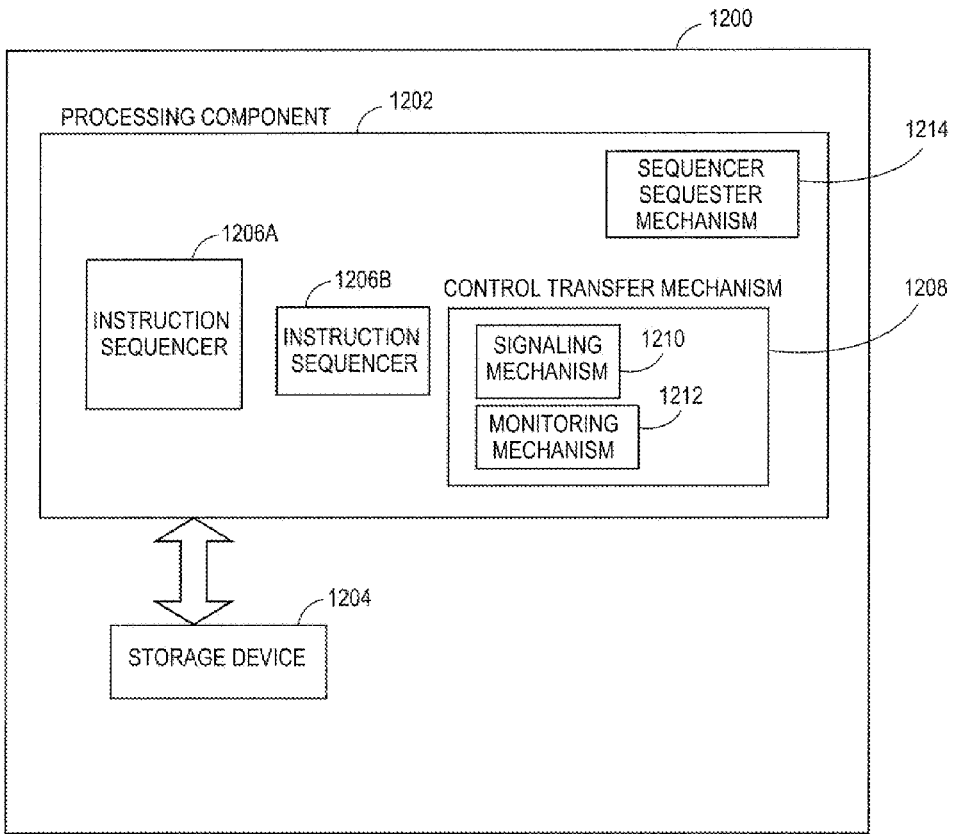 1200
PROCESSING COMPONENT
1202
1214
SEQUENCER
SEQUESTER
MECHANISM
1206A
INSTRUCTION
SEQUENCER
1206B
INSTRUCTION
SEQUENCER
CONTROL TRANSFER MECHANISM
1208
SIGNALING
MECHANISM
1210
1212
MONITORING
MECHANISM
1204
STORAGE DEVICE